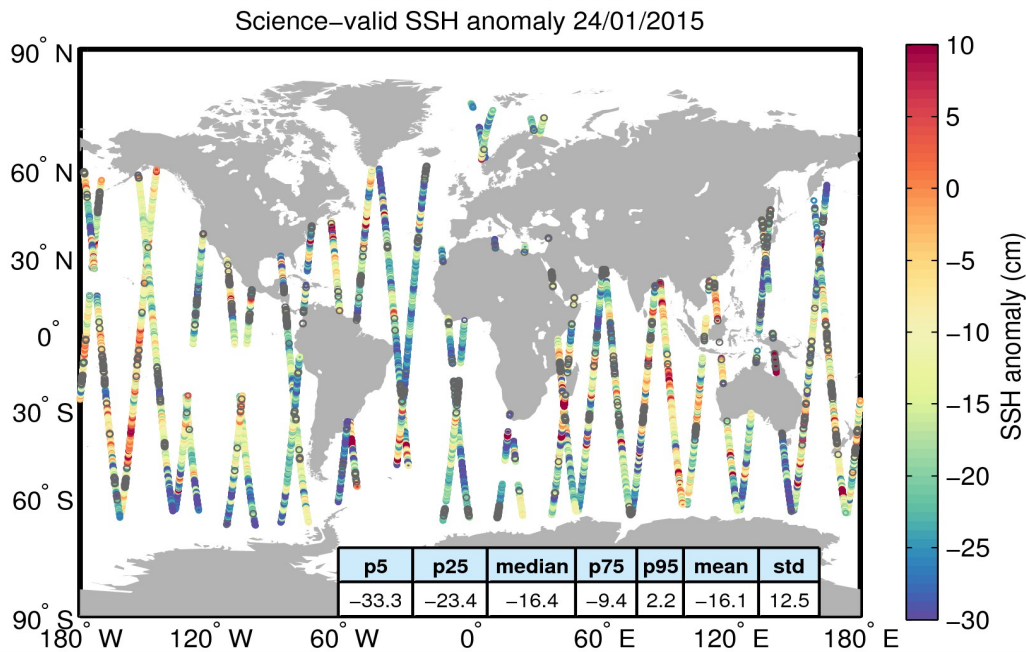 Science−valid SSH anomaly 24/01/2015
90° N
60° N
30° N
0°
30° S
60° S
90° S
180° W
120° W
60° W
0°
60° E
120° E
180° E
p5 p25 median p75 p95 mean std
−33.3 −23.4 −16.4 −9.4 2.2 −16.1 12.5
10
5
0
−5
−10
−15
−20
−25
−30
SSH anomaly (cm)